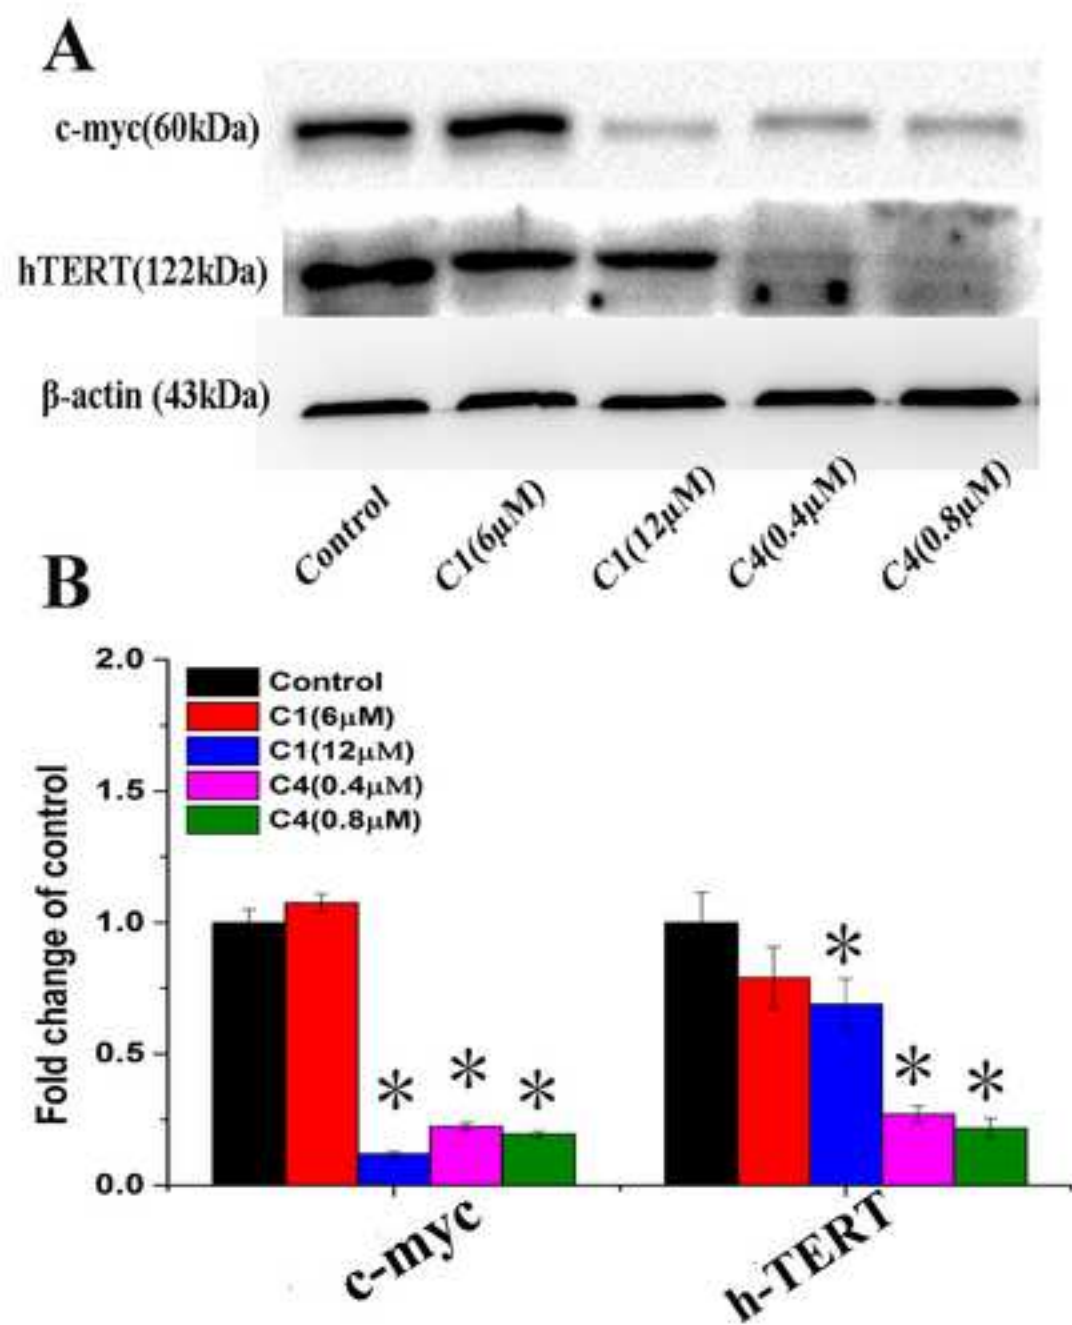 A
c-myc(60kDa)
hTERT(122kDa)
β-actin (43kDa)
Control
C1(6μM)
C1(12μM)
C4(0.4μM)
C4(0.8μM)
B
2.0
1.5
1.0
0.5
0.0
Fold change of control
Control
C1(6μM)
C1(12μM)
C4(0.4μM)
C4(0.8μM)
*
*
*
*
*
*
c-myc
h-TERT